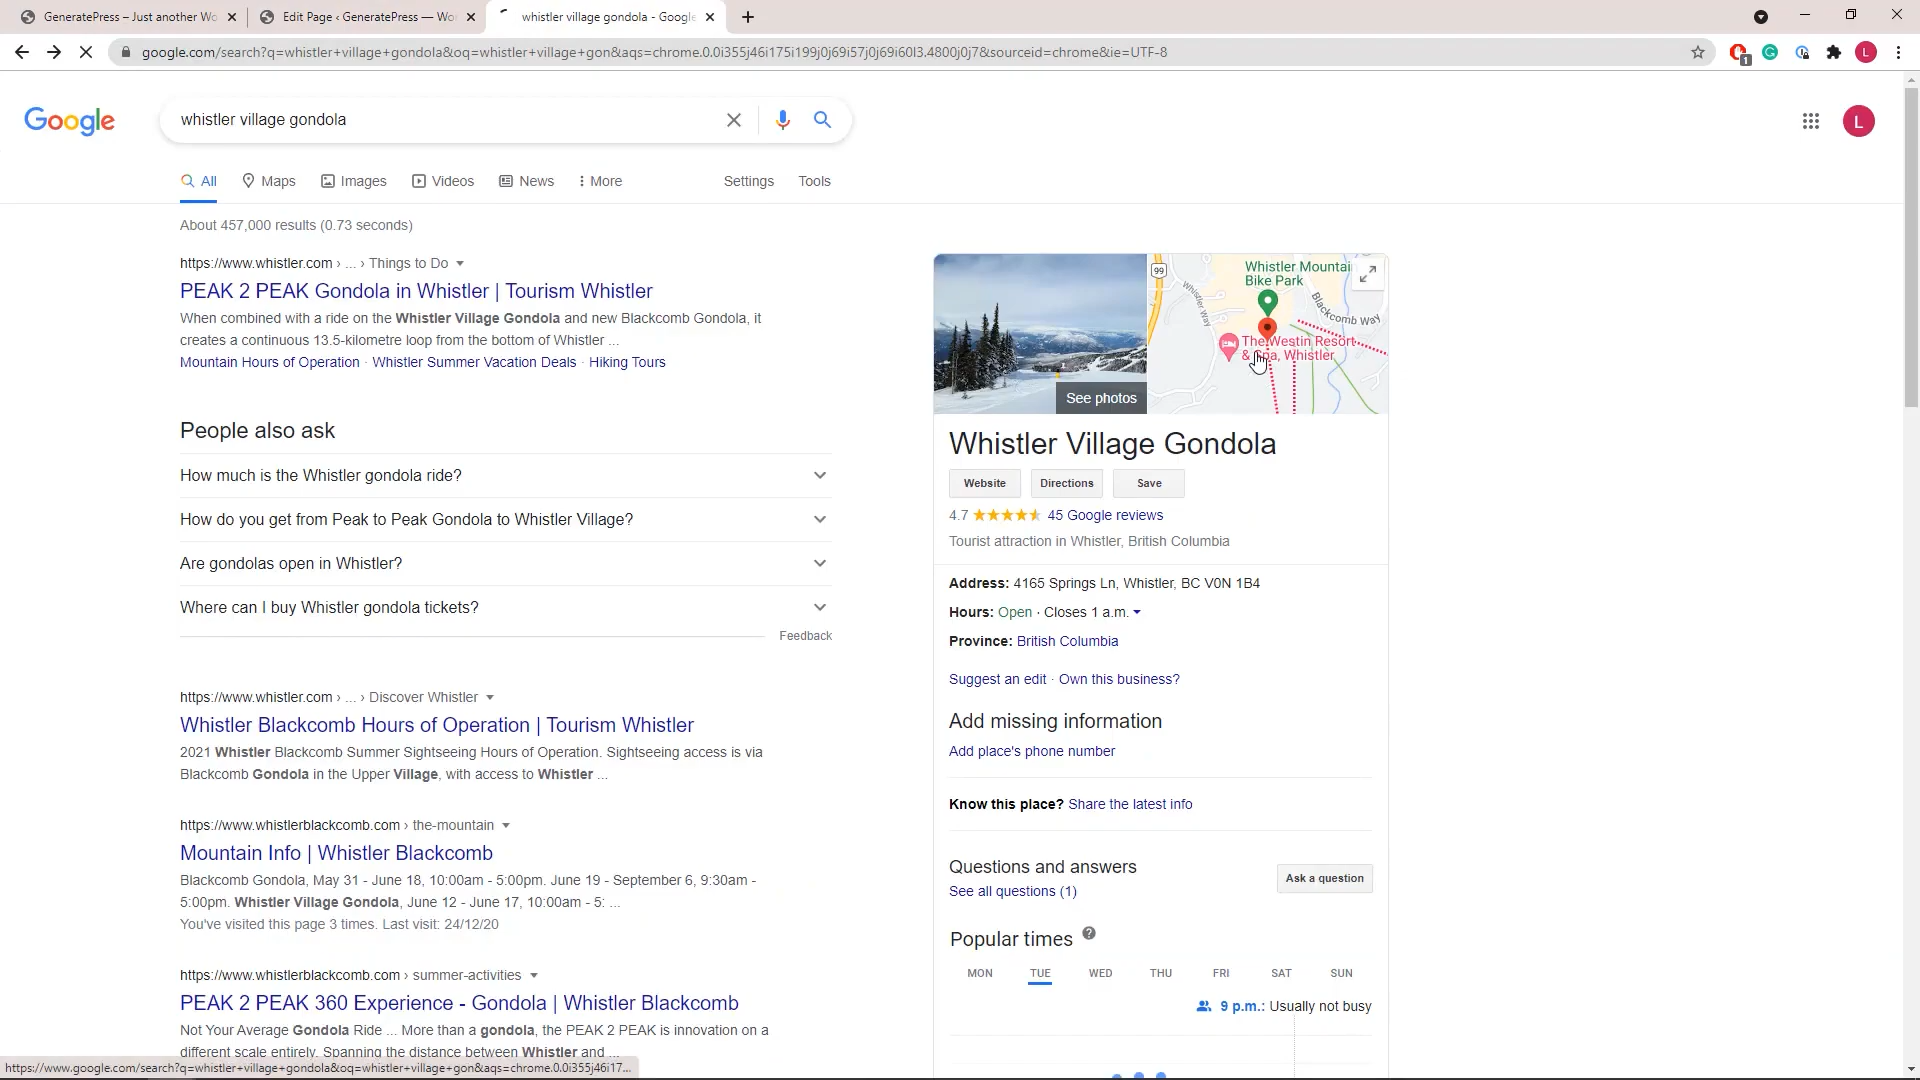 GeneratePress – Just another Wo
Edit Page ‹ GeneratePress — Wor
whistler village gondola - Google
google.com/search?q=whistler+village+gondola&oq=whistler+village+gon&aqs=chrome.0.0i355j46i175i199j0j69i57j0j69i60l3.4800j0j7&sourceid=chrome&ie=UTF-8
1
L
Google
whistler village gondola
L
All
Maps
Images
Videos
News
More
Settings
Tools
About 457,000 results (0.73 seconds)
https://www.whistler.com › ... › Things to Do
PEAK 2 PEAK Gondola in Whistler | Tourism Whistler
When combined with a ride on the Whistler Village Gondola and new Blackcomb Gondola, it
creates a continuous 13.5-kilometre loop from the bottom of Whistler ...
Mountain Hours of Operation · Whistler Summer Vacation Deals · Hiking Tours
People also ask
How much is the Whistler gondola ride?
How do you get from Peak to Peak Gondola to Whistler Village?
Are gondolas open in Whistler?
Where can I buy Whistler gondola tickets?
Feedback
https://www.whistler.com › ... › Discover Whistler
Whistler Blackcomb Hours of Operation | Tourism Whistler
2021 Whistler Blackcomb Summer Sightseeing Hours of Operation. Sightseeing access is via
Blackcomb Gondola in the Upper Village, with access to Whistler ...
https://www.whistlerblackcomb.com › the-mountain
Mountain Info | Whistler Blackcomb
Blackcomb Gondola, May 31 - June 18, 10:00am - 5:00pm. June 19 - September 6, 9:30am -
5:00pm. Whistler Village Gondola, June 12 - June 17, 10:00am - 5: ...
You've visited this page 3 times. Last visit: 24/12/20
https://www.whistlerblackcomb.com › summer-activities
PEAK 2 PEAK 360 Experience - Gondola | Whistler Blackcomb
Not Your Average Gondola Ride ... More than a gondola, the PEAK 2 PEAK is innovation on a
different scale entirely. Spanning the distance between Whistler and ...
https://www.google.com/search?q=whistler+village+gondola&oq=whistler+village+gon&aqs=chrome.0.0i355j46i17...
See photos
99
Whistler Way
Whistler Mountain
Bike Park
Blackcomb Way
The Westin Resort
& Spa, Whistler
Whistler Village Gondola
Website
Directions
Save
4.7
45 Google reviews
Tourist attraction in Whistler, British Columbia
Address: 4165 Springs Ln, Whistler, BC V0N 1B4
Hours: Open · Closes 1 a.m.
Province: British Columbia
Suggest an edit · Own this business?
Add missing information
Add place's phone number
Know this place? Share the latest info
Questions and answers
See all questions (1)
Ask a question
Popular times
MON
TUE
WED
THU
FRI
SAT
SUN
9 p.m.: Usually not busy